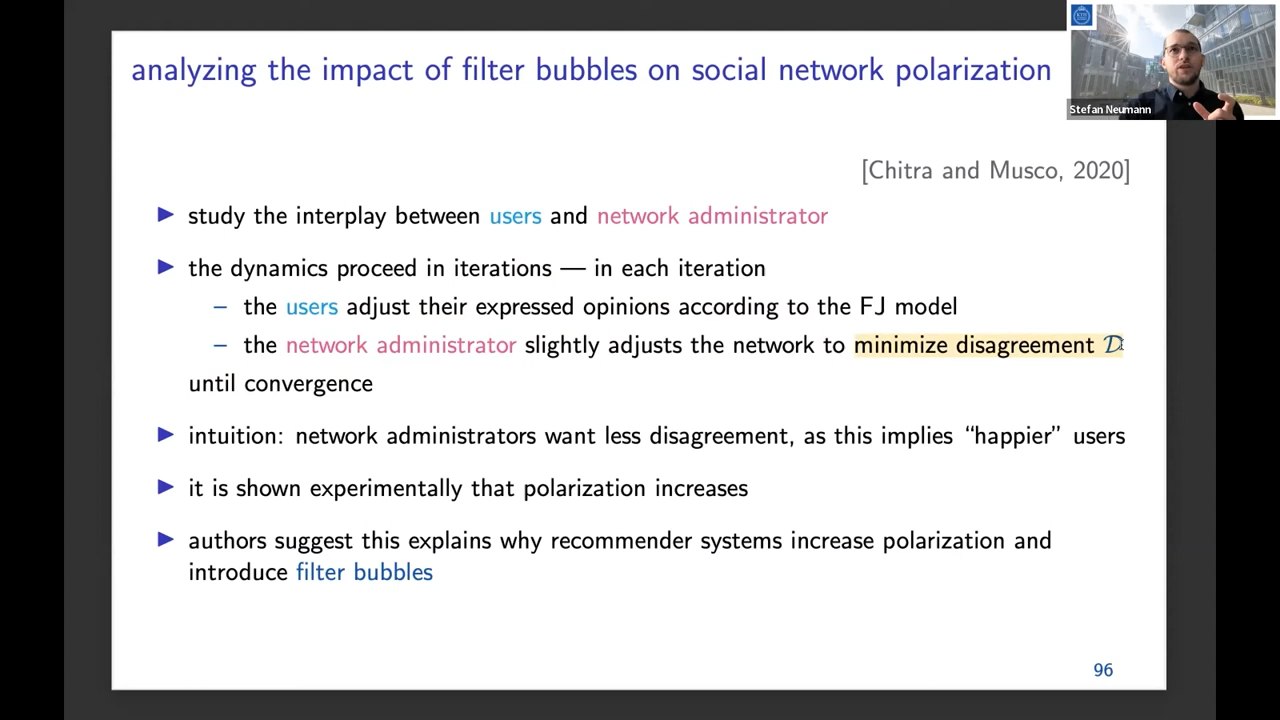 analyzing the impact of filter bubbles on social network polarization
Stefan Neumann
[Chitra and Musco, 2020]
▶ study the interplay between users and network administrator
▶ the dynamics proceed in iterations — in each iteration
– the users adjust their expressed opinions according to the FJ model
– the network administrator slightly adjusts the network to minimize disagreement 𝒟
until convergence
▶ intuition: network administrators want less disagreement, as this implies “happier” users
▶ it is shown experimentally that polarization increases
▶ authors suggest this explains why recommender systems increase polarization and
introduce filter bubbles
96